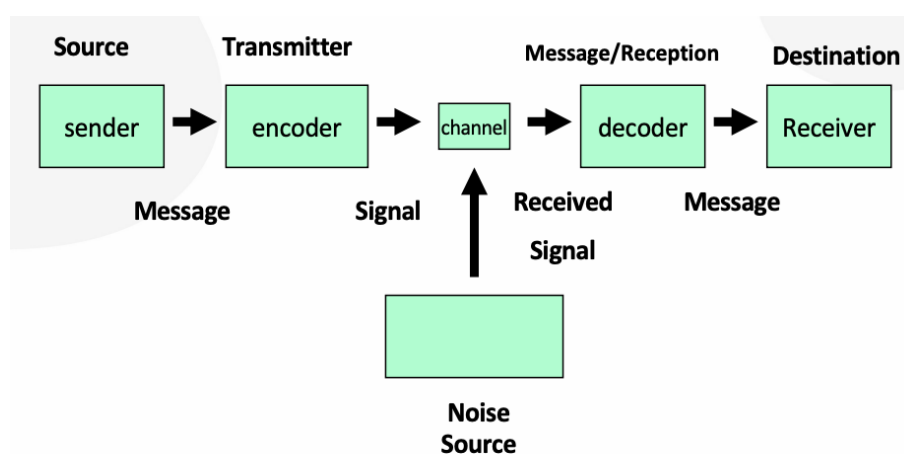 Source
Transmitter
Message/Reception
Destination
sender
encoder
channel
decoder
Receiver
Message
Signal
Received
Signal
Message
Noise
Source